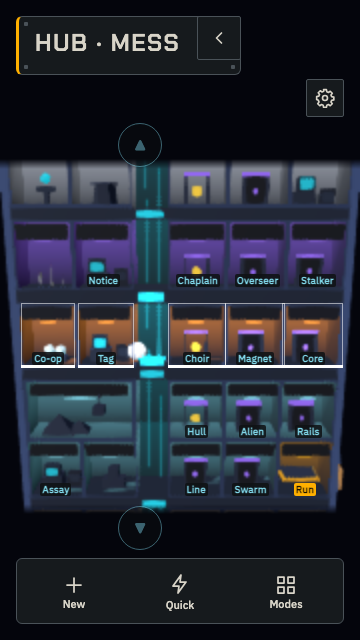 HUB · MESS
Notice Chaplain Overseer Stalker
Co-op Tag Choir Magnet Core
Hull Alien Rails
Assay Line Swarm Run
New Quick Modes